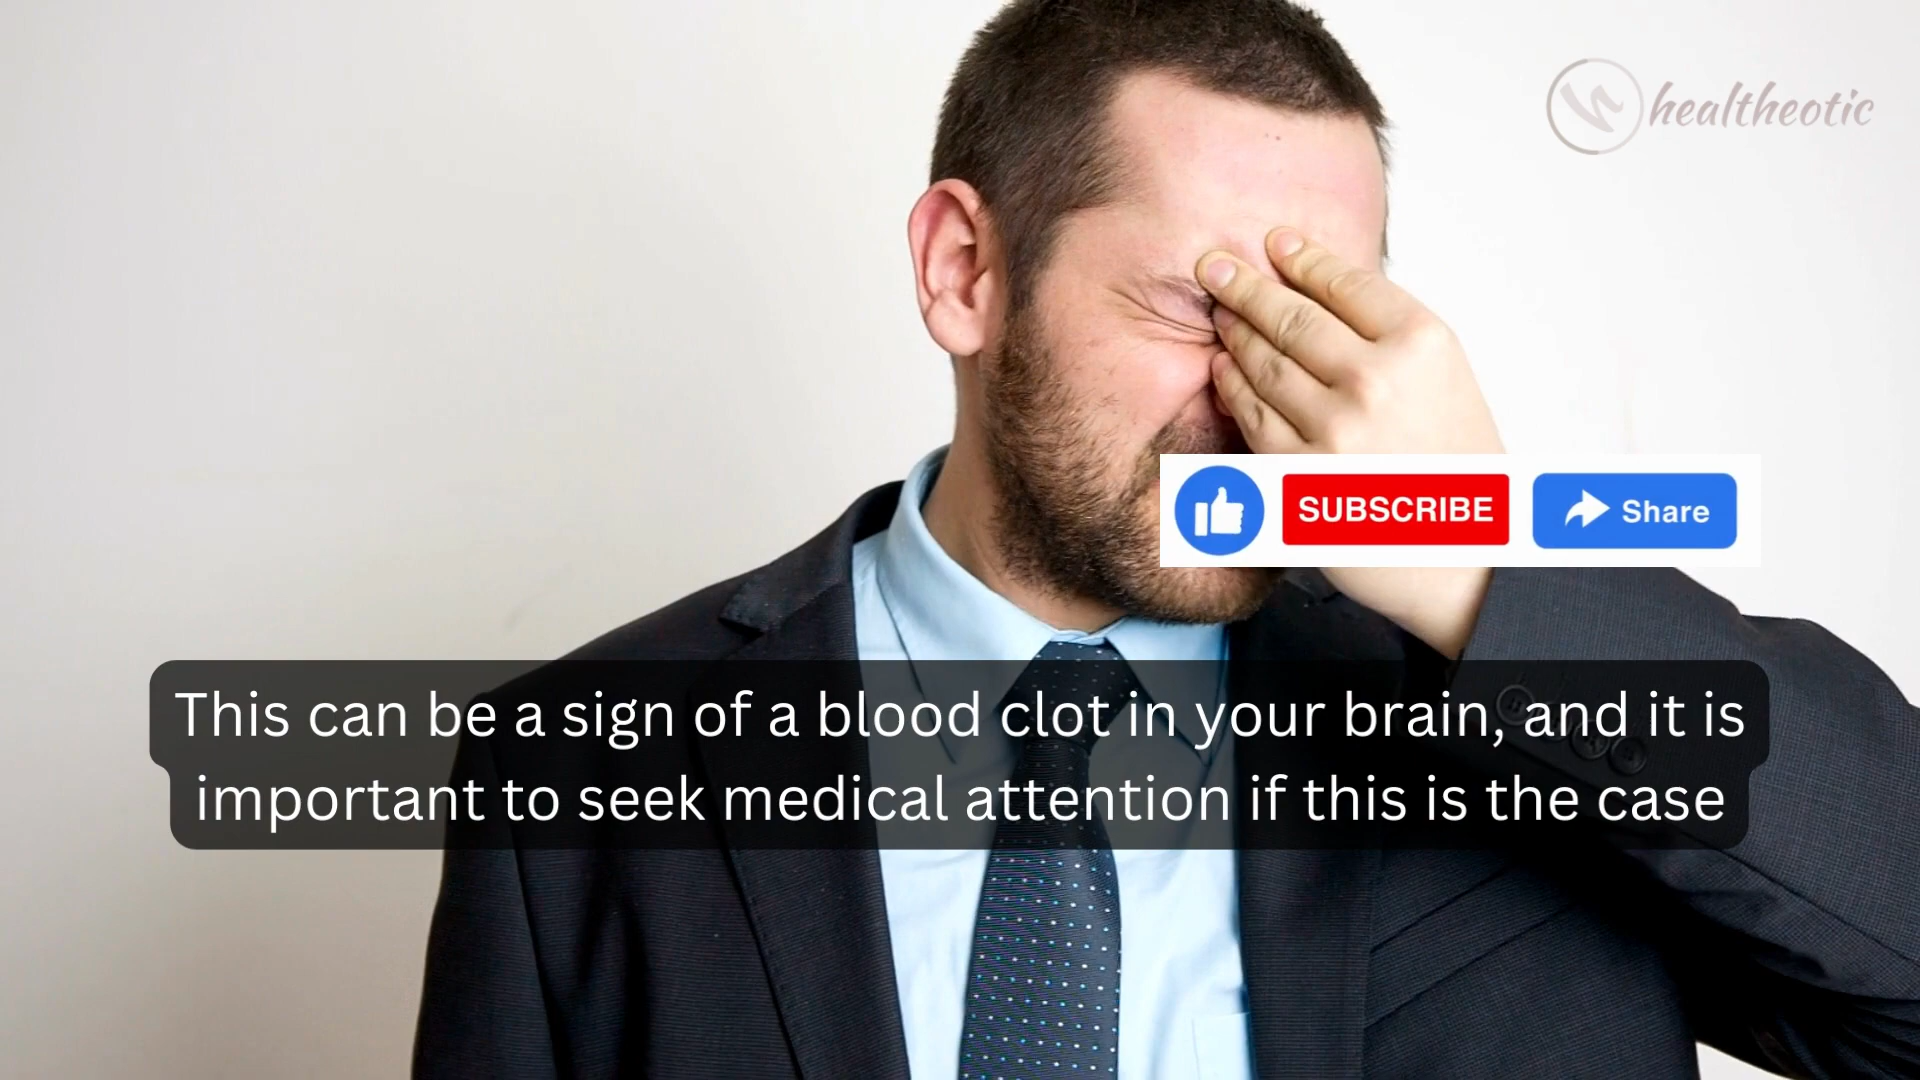 healtheotic
SUBSCRIBE
Share
This can be a sign of a blood clot in your brain, and it is
important to seek medical attention if this is the case